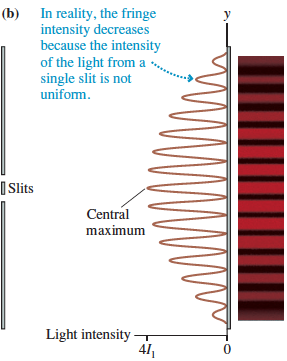 (b) In reality, the fringe
intensity decreases
because the intensity
of the light from a
single slit is not
uniform.
y
Slits
Central
maximum
Light intensity
4I₁ 0